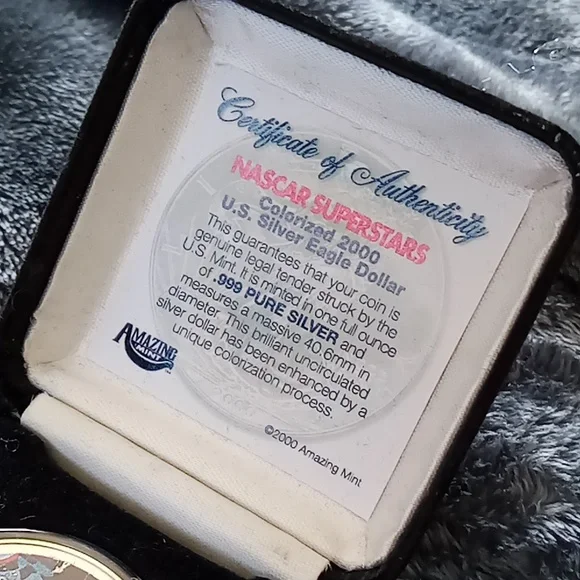 Certificate of Authenticity
NASCAR SUPERSTARS
Colorized 2000
U.S. Silver Eagle Dollar
This guarantees that your coin is
genuine legal tender struck by the
U.S. Mint. It is minted in one full ounce
of .999 PURE SILVER and
measures a massive 40.6mm in
diameter. This brilliant uncirculated
silver dollar has been enhanced by a
unique colorization process.
AMAZING
MINT
©2000 Amazing Mint